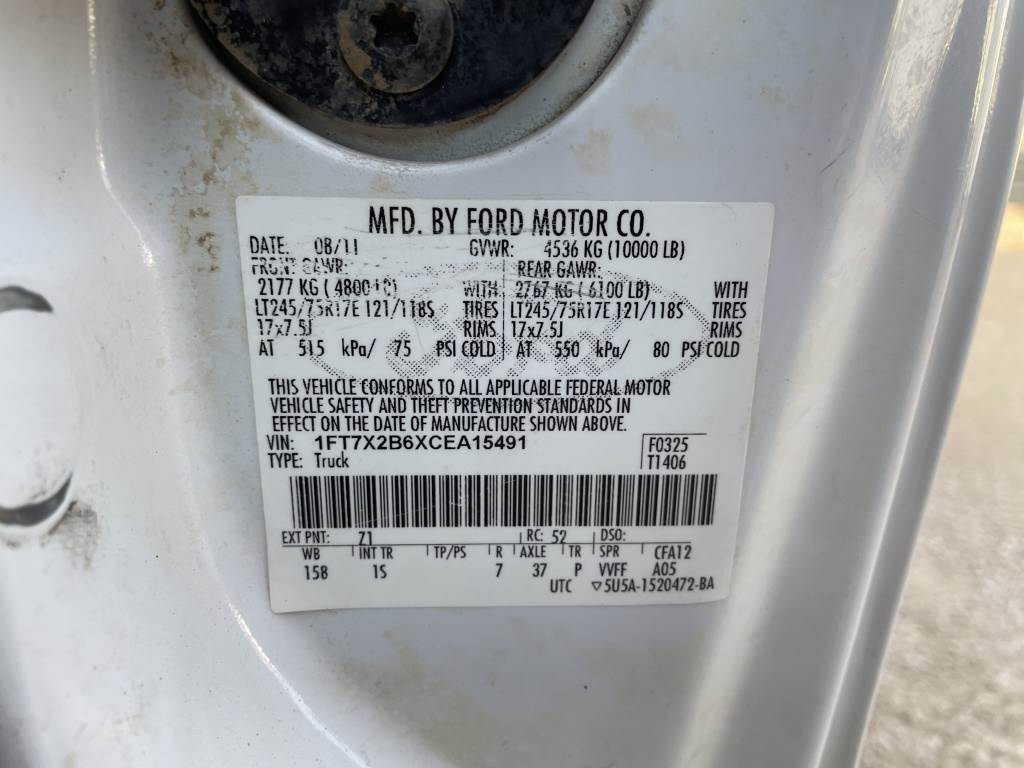 MFD. BY FORD MOTOR CO.
DATE: 08/11 GVWR: 4536 KG (10000 LB)
FRONT GAWR: REAR GAWR:
2177 KG ( 4800 LB) WITH 2767 KG ( 6100 LB) WITH
LT245/75R17E 121/118S TIRES LT245/75R17E 121/118S TIRES
17x7.5J RIMS 17x7.5J RIMS
AT 515 kPa/ 75 PSI COLD AT 550 kPa/ 80 PSI COLD
THIS VEHICLE CONFORMS TO ALL APPLICABLE FEDERAL MOTOR
VEHICLE SAFETY AND THEFT PREVENTION STANDARDS IN
EFFECT ON THE DATE OF MANUFACTURE SHOWN ABOVE.
VIN: 1FT7X2B6XCEA15491 F0325
TYPE: Truck T1406
EXT PNT: Z1 RC: 52 DSO:
WB INT TR TP/PS R AXLE TR SPR CFA12
158 1S 7 37 P VVFF A05
UTC ▽5U5A-1520472-BA